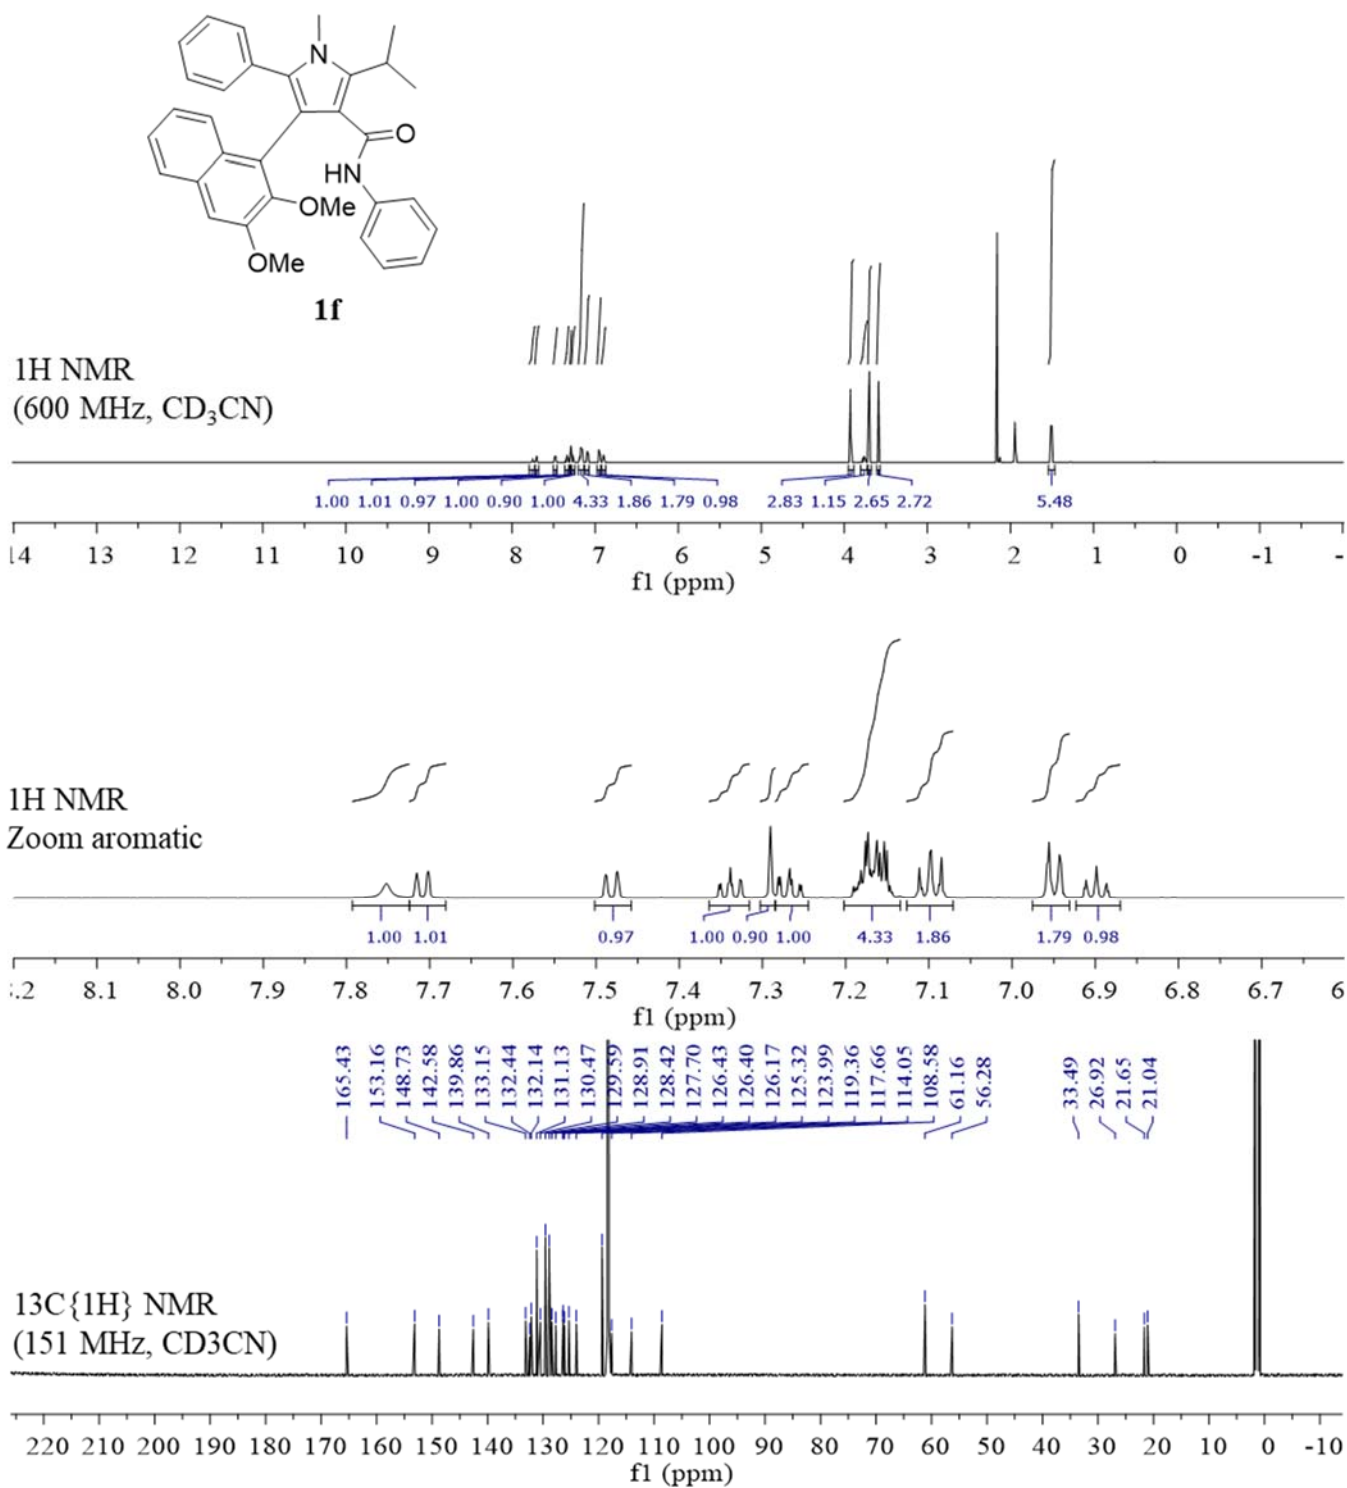 N
O
HN
OMe
OMe
1f
1H NMR
(600 MHz, CD₃CN)
1.00 1.01 0.97 1.00 0.90 1.00 4.33 1.86 1.79 0.98 2.83 1.15 2.65 2.72 5.48
14 13 12 11 10 9 8 7 6 5 4 3 2 1 0 -1 -
f1 (ppm)
1H NMR
Zoom aromatic
1.00 1.01 0.97 1.00 0.90 1.00 4.33 1.86 1.79 0.98
.2 8.1 8.0 7.9 7.8 7.7 7.6 7.5 7.4 7.3 7.2 7.1 7.0 6.9 6.8 6.7 6
f1 (ppm)
165.43
153.16
148.73
142.58
139.86
133.15
132.44
132.14
131.13
130.47
129.59
128.91
128.42
127.70
126.43
126.40
126.17
125.32
123.99
119.36
117.66
114.05
108.58
61.16
56.28
33.49
26.92
21.65
21.04
13C{1H} NMR
(151 MHz, CD3CN)
220 210 200 190 180 170 160 150 140 130 120 110 100 90 80 70 60 50 40 30 20 10 0 -10
f1 (ppm)